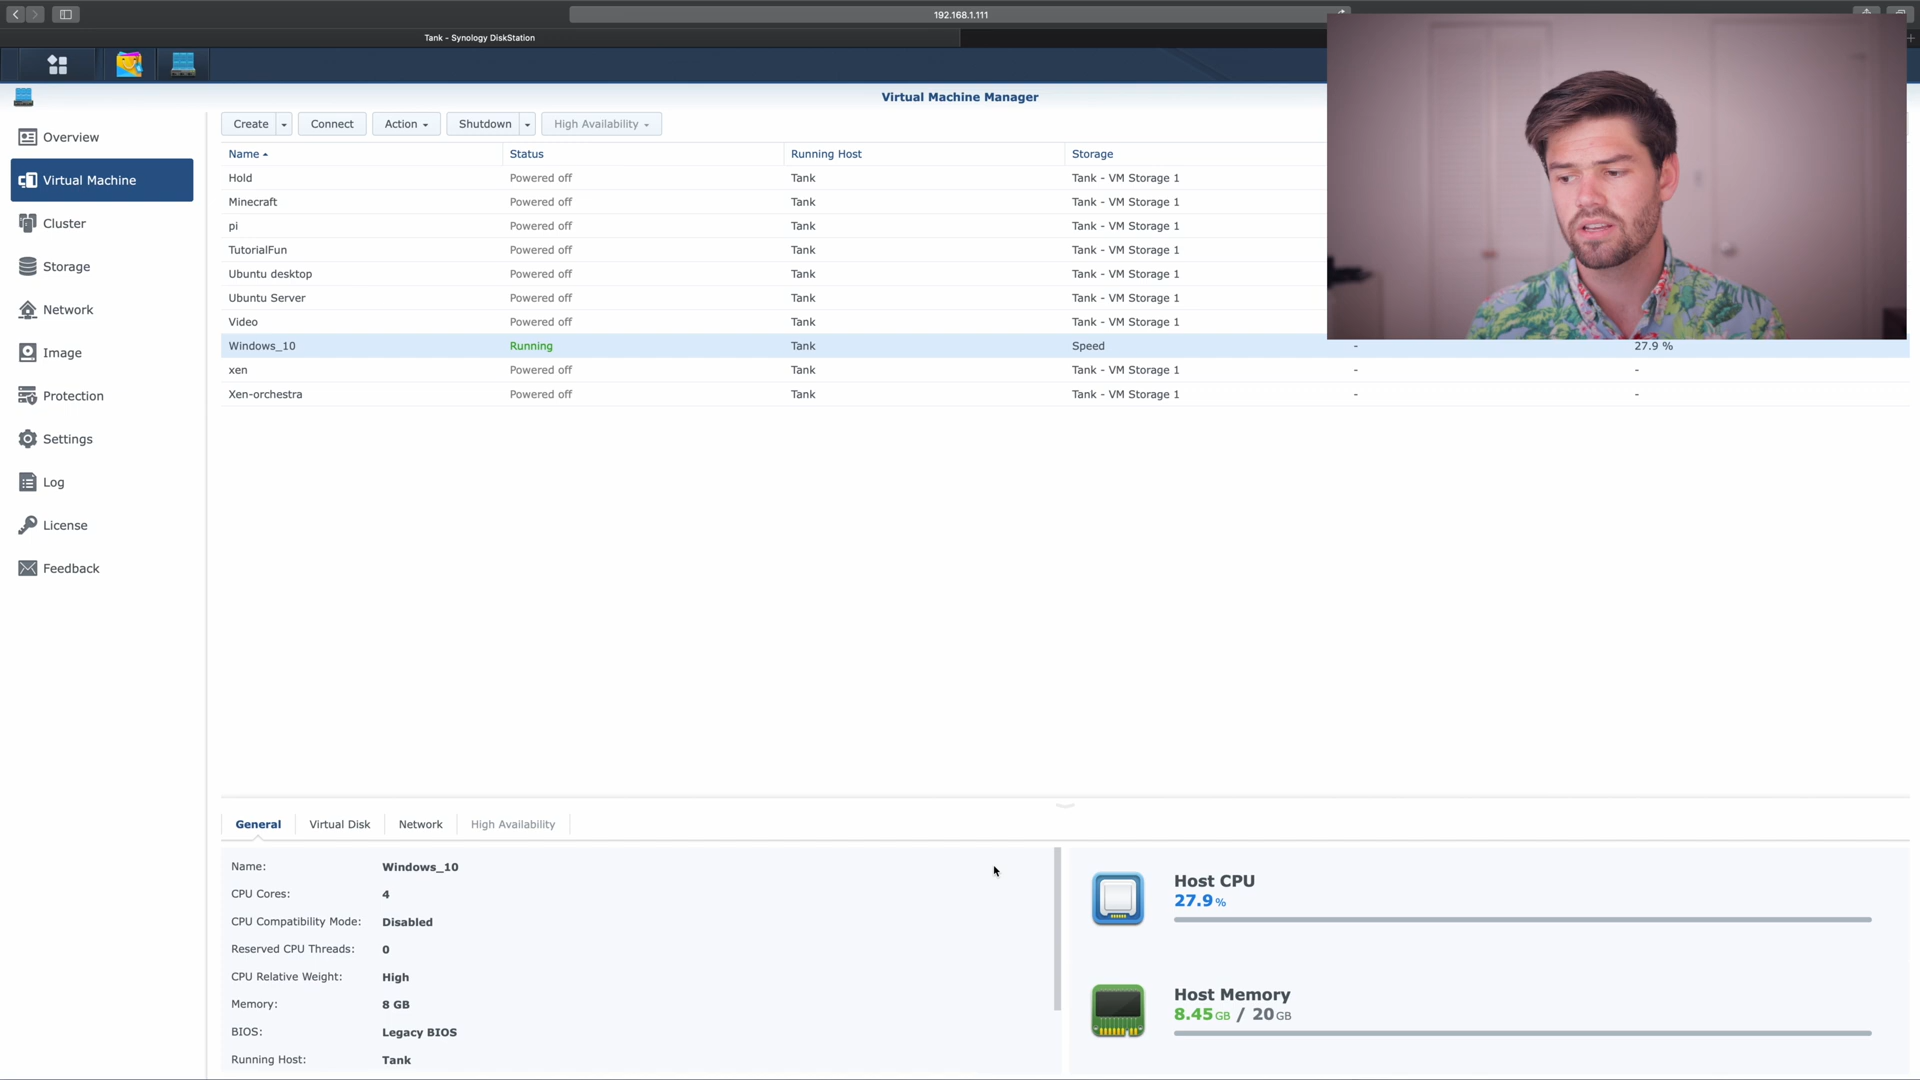 192.168.1.111
Tank - Synology DiskStation
Virtual Machine Manager
Overview
Virtual Machine
Cluster
Storage
Network
Image
Protection
Settings
Log
License
Feedback
Create Connect Action Shutdown High Availability
Name Status Running Host Storage
Hold Powered off Tank Tank - VM Storage 1
Minecraft Powered off Tank Tank - VM Storage 1
pi Powered off Tank Tank - VM Storage 1
TutorialFun Powered off Tank Tank - VM Storage 1
Ubuntu desktop Powered off Tank Tank - VM Storage 1
Ubuntu Server Powered off Tank Tank - VM Storage 1
Video Powered off Tank Tank - VM Storage 1
Windows_10 Running Tank Speed - 27.9 %
xen Powered off Tank Tank - VM Storage 1 - -
Xen-orchestra Powered off Tank Tank - VM Storage 1 - -
General Virtual Disk Network High Availability
Name: Windows_10
CPU Cores: 4
CPU Compatibility Mode: Disabled
Reserved CPU Threads: 0
CPU Relative Weight: High
Memory: 8 GB
BIOS: Legacy BIOS
Running Host: Tank
Host CPU
27.9 %
Host Memory
8.45 GB / 20 GB